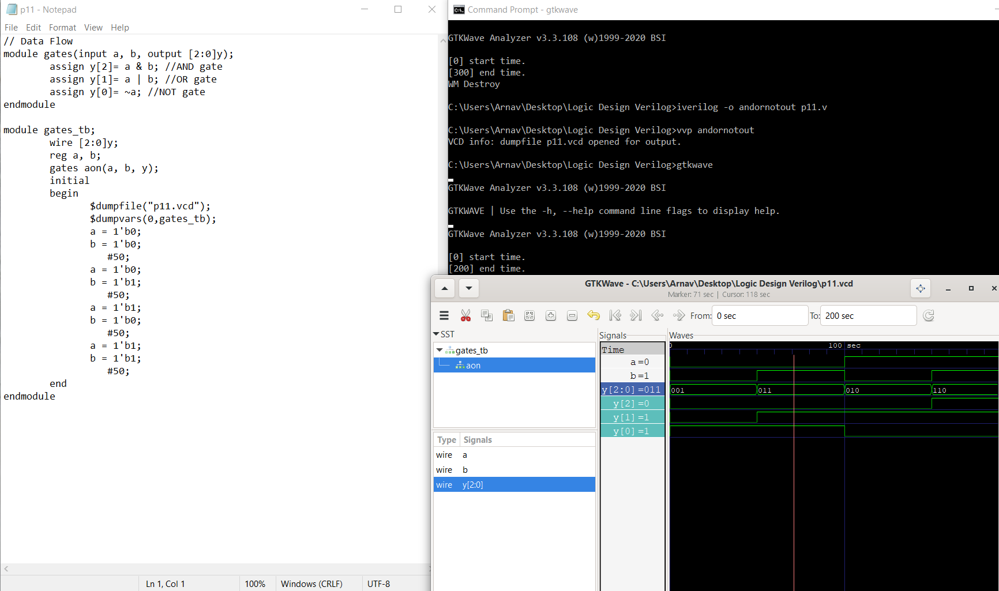 p11 - Notepad
File Edit Format View Help
// Data Flow
module gates(input a, b, output [2:0]y);
assign y[2]= a & b; //AND gate
assign y[1]= a | b; //OR gate
assign y[0]= ~a; //NOT gate
endmodule
module gates_tb;
wire [2:0]y;
reg a, b;
gates aon(a, b, y);
initial
begin
$dumpfile("p11.vcd");
$dumpvars(0,gates_tb);
a = 1'b0;
b = 1'b0;
#50;
a = 1'b0;
b = 1'b1;
#50;
a = 1'b1;
b = 1'b0;
#50;
a = 1'b1;
b = 1'b1;
#50;
end
endmodule
Ln 1, Col 1
100%
Windows (CRLF)
UTF-8
C:\.
Command Prompt - gtkwave
GTKWave Analyzer v3.3.108 (w)1999-2020 BSI
[0] start time.
[300] end time.
WM Destroy
C:\Users\Arnav\Desktop\Logic Design Verilog>iverilog -o andornotout p11.v
C:\Users\Arnav\Desktop\Logic Design Verilog>vvp andornotout
VCD info: dumpfile p11.vcd opened for output.
C:\Users\Arnav\Desktop\Logic Design Verilog>gtkwave
GTKWave Analyzer v3.3.108 (w)1999-2020 BSI
GTKWAVE | Use the -h, --help command line flags to display help.
GTKWave Analyzer v3.3.108 (w)1999-2020 BSI
[0] start time.
[200] end time.
GTKWave - C:\Users\Arnav\Desktop\Logic Design Verilog\p11.vcd
Marker: 71 sec | Cursor: 118 sec
From: 0 sec To: 200 sec
SST
gates_tb
aon
Type Signals
wire a
wire b
wire y[2:0]
Signals
Time
a=0
b=1
y[2:0]=011
y[2]=0
y[1]=1
y[0]=1
Waves
0 100 sec
001 011 010 110